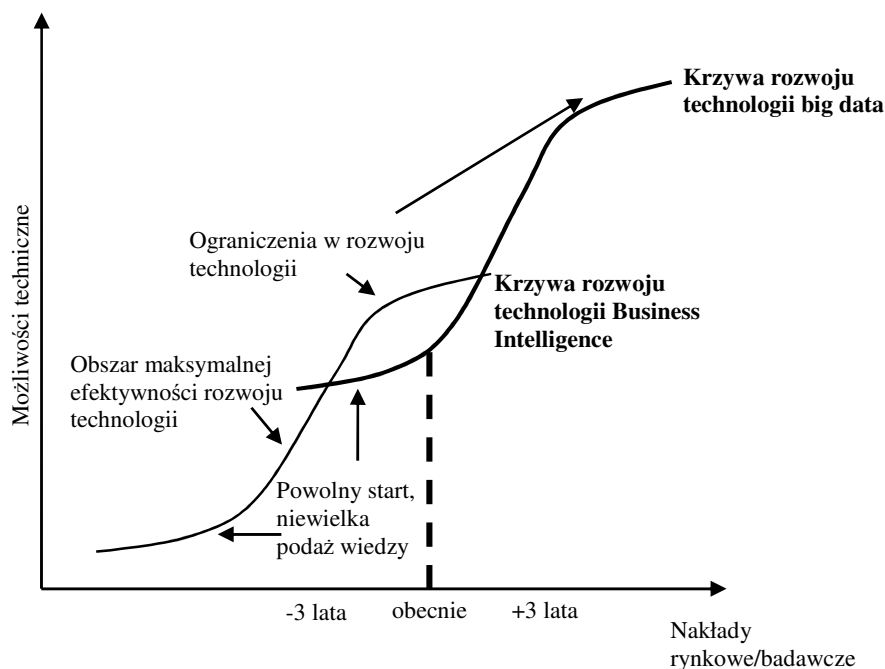 Krzywa rozwoju
technologii big data
Możliwości techniczne
Ograniczenia w rozwoju
technologii
Krzywa rozwoju
technologii Business
Intelligence
Obszar maksymalnej
efektywności rozwoju
technologii
Powolny start,
niewielka
podaż wiedzy
-3 lata
obecnie
+3 lata
Nakłady
rynkowe/badawcze